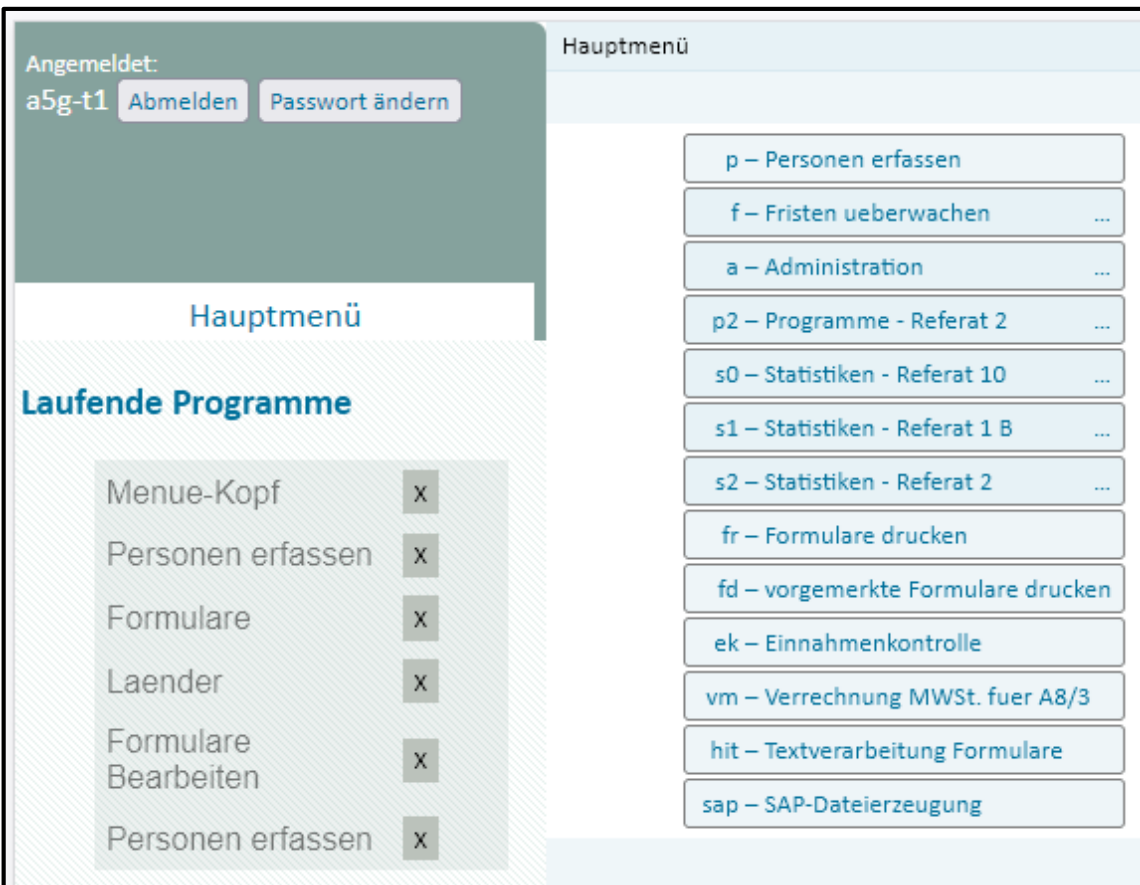 Angemeldet:
a5g-t1 Abmelden Passwort ändern
Hauptmenü
Laufende Programme
Menue-Kopf x
Personen erfassen x
Formulare x
Laender x
Formulare
Bearbeiten x
Personen erfassen x
Hauptmenü
p – Personen erfassen
f – Fristen ueberwachen ...
a – Administration ...
p2 – Programme - Referat 2 ...
s0 – Statistiken - Referat 10 ...
s1 – Statistiken - Referat 1 B ...
s2 – Statistiken - Referat 2 ...
fr – Formulare drucken
fd – vorgemerkte Formulare drucken
ek – Einnahmenkontrolle
vm – Verrechnung MWSt. fuer A8/3
hit – Textverarbeitung Formulare
sap – SAP-Dateierzeugung